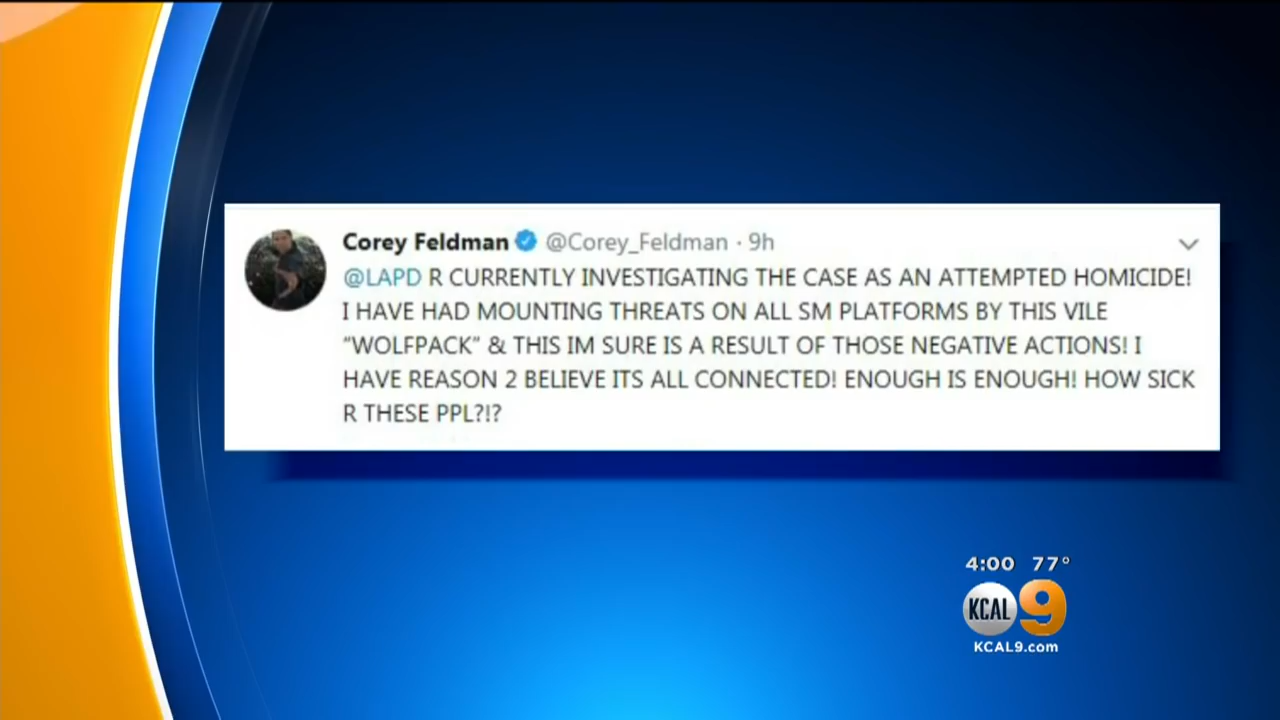 Corey Feldman @Corey_Feldman · 9h
@LAPD R CURRENTLY INVESTIGATING THE CASE AS AN ATTEMPTED HOMICIDE!
I HAVE HAD MOUNTING THREATS ON ALL SM PLATFORMS BY THIS VILE
“WOLFPACK” & THIS IM SURE IS A RESULT OF THOSE NEGATIVE ACTIONS! I
HAVE REASON 2 BELIEVE ITS ALL CONNECTED! ENOUGH IS ENOUGH! HOW SICK
R THESE PPL?!?
4:00 77°
KCAL 9
KCAL9.com